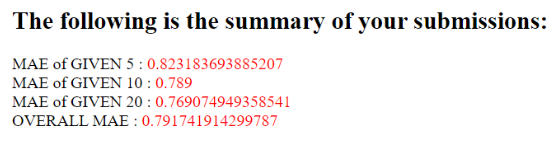 The following is the summary of your submissions:
MAE of GIVEN 5 : 0.823183693885207
MAE of GIVEN 10 : 0.789
MAE of GIVEN 20 : 0.769074949358541
OVERALL MAE : 0.791741914299787